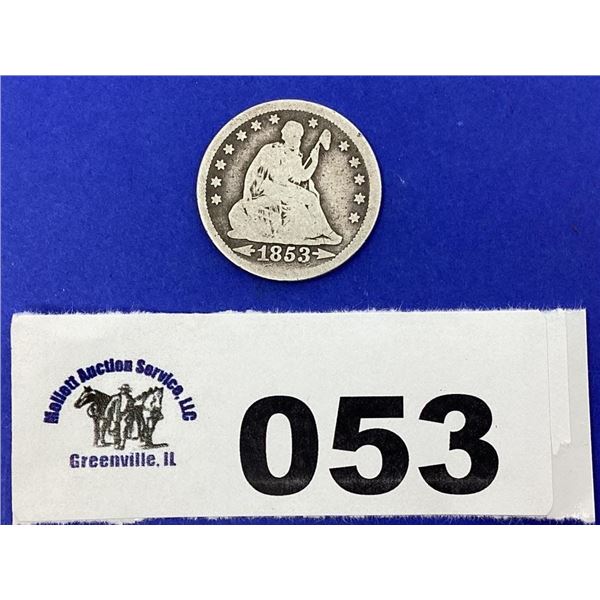 1853
Mollett Auction Service, LLC
Greenville, IL
053